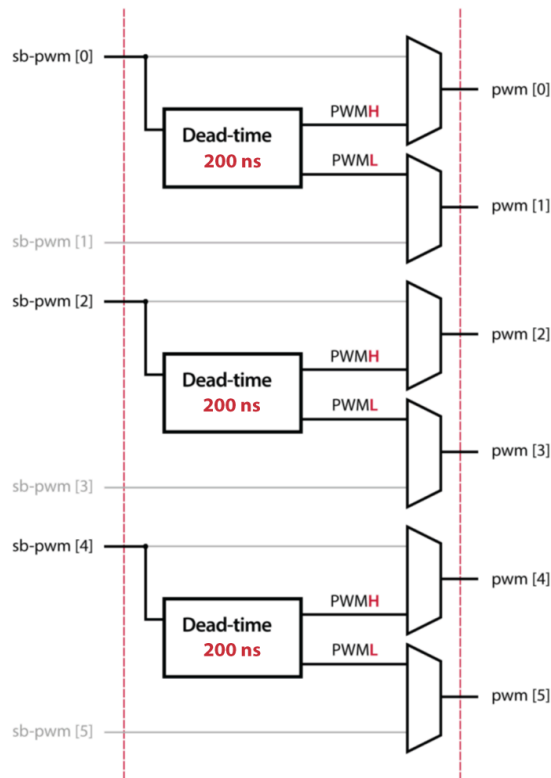 sb-pwm [0]
pwm [0]
PWMH
Dead-time
200 ns
PWML
pwm [1]
sb-pwm [1]
sb-pwm [2]
pwm [2]
PWMH
Dead-time
200 ns
PWML
pwm [3]
sb-pwm [3]
sb-pwm [4]
pwm [4]
PWMH
Dead-time
200 ns
PWML
pwm [5]
sb-pwm [5]